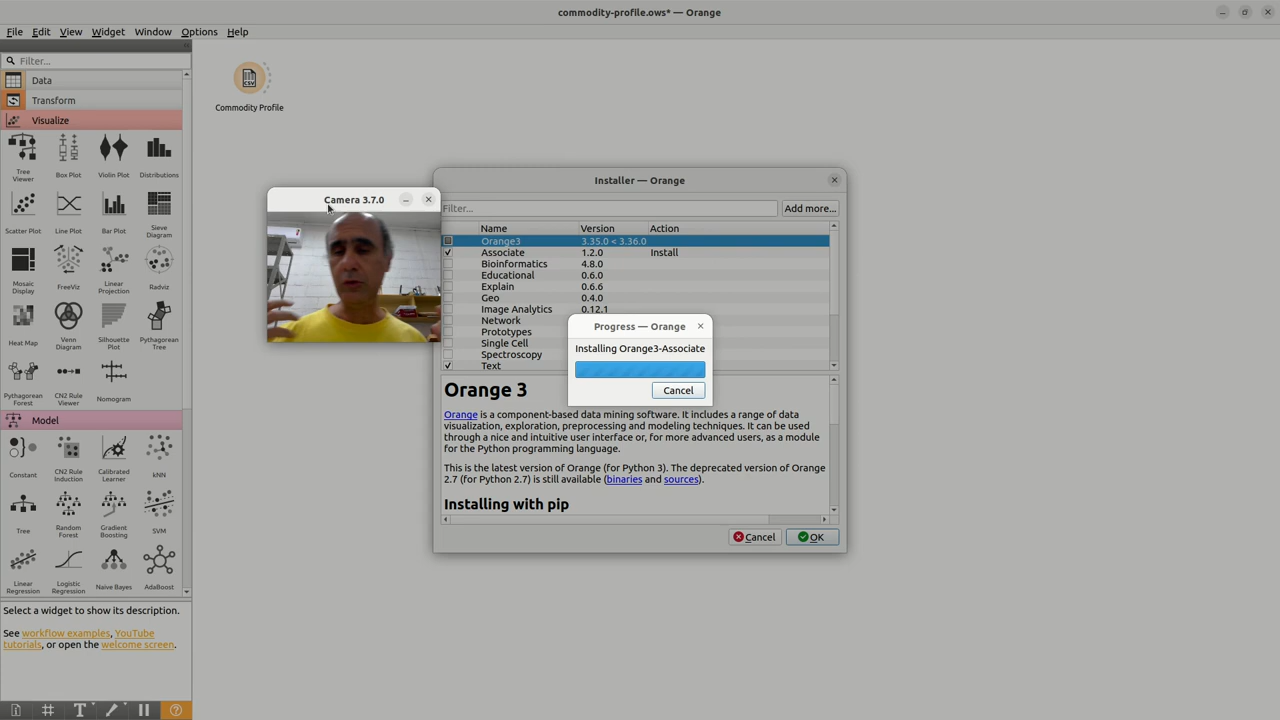 commodity-profile.ows* — Orange
File Edit View Widget Window Options Help
Filter...
Data
Transform
Visualize
Tree Viewer
Box Plot
Violin Plot
Distributions
Scatter Plot
Line Plot
Bar Plot
Sieve Diagram
Mosaic Display
FreeViz
Linear Projection
Radviz
Heat Map
Venn Diagram
Silhouette Plot
Pythagorean Tree
Pythagorean Forest
CN2 Rule Viewer
Nomogram
Model
Constant
CN2 Rule Induction
Calibrated Learner
kNN
Tree
Random Forest
Gradient Boosting
SVM
Linear Regression
Logistic Regression
Naive Bayes
AdaBoost
Select a widget to show its description.
See workflow examples, YouTube
tutorials, or open the welcome screen.
CSV
Commodity Profile
Camera 3.7.0
Installer — Orange
Filter...
Add more...
Name Version Action
Orange3 3.35.0 < 3.36.0
Associate 1.2.0 Install
Bioinformatics 4.8.0
Educational 0.6.0
Explain 0.6.6
Geo 0.4.0
Image Analytics 0.12.1
Network
Prototypes
Single Cell
Spectroscopy
Text
Progress — Orange
Installing Orange3-Associate
Cancel
Orange 3
Orange is a component-based data mining software. It includes a range of data
visualization, exploration, preprocessing and modeling techniques. It can be used
through a nice and intuitive user interface or, for more advanced users, as a module
for the Python programming language.
This is the latest version of Orange (for Python 3). The deprecated version of Orange
2.7 (for Python 2.7) is still available (binaries and sources).
Installing with pip
Cancel
OK